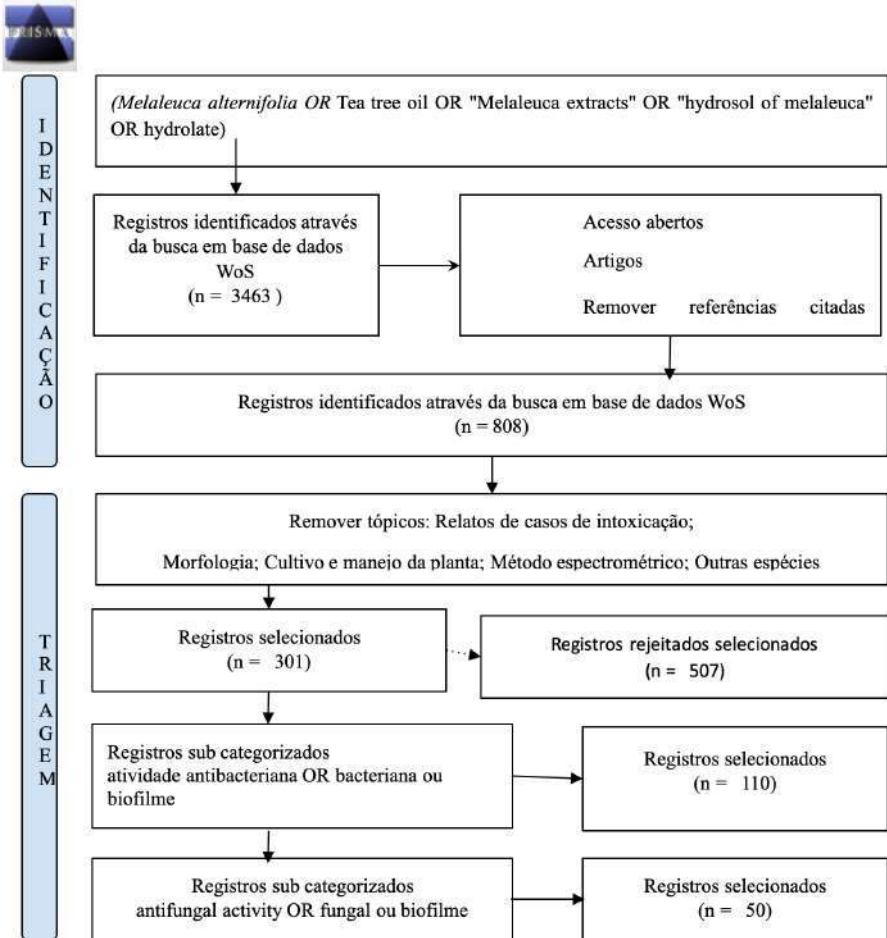 PRISMA
IDENTIFICAÇÃO
(Melaleuca alternifolia OR Tea tree oil OR "Melaleuca extracts" OR "hydrosol of melaleuca"
OR hydrolate)
Registros identificados através
da busca em base de dados
WoS
(n = 3463 )
Acesso abertos
Artigos
Remover referências citadas
Registros identificados através da busca em base de dados WoS
(n = 808)
TRIAGEM
Remover tópicos: Relatos de casos de intoxicação;
Morfologia; Cultivo e manejo da planta; Método espectrométrico; Outras espécies
Registros selecionados
(n = 301)
Registros rejeitados selecionados
(n = 507)
Registros sub categorizados
atividade antibacteriana OR bacteriana ou
biofilme
Registros selecionados
(n = 110)
Registros sub categorizados
antifungal activity OR fungal ou biofilme
Registros selecionados
(n = 50)